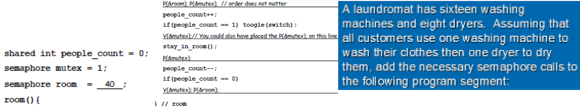 shared int people_count = 0;
semaphore mutex = 1;
semaphore room = 40 ;
room(){
P(&room); P(&mutex); // order does not matter
people_count++;
if(people_count == 1) toogle(switch);
V(&mutex);// You could also have placed the P(&mutex); on this line
stay_in_room();
P(&mutex);
people_count--;
if(people_count == 0)
V(&mutex); P(&room);
} // room
A laundromat has sixteen washing
machines and eight dryers. Assuming that
all customers use one washing machine to
wash their clothes then one dryer to dry
them, add the necessary semaphore calls to
the following program segment: